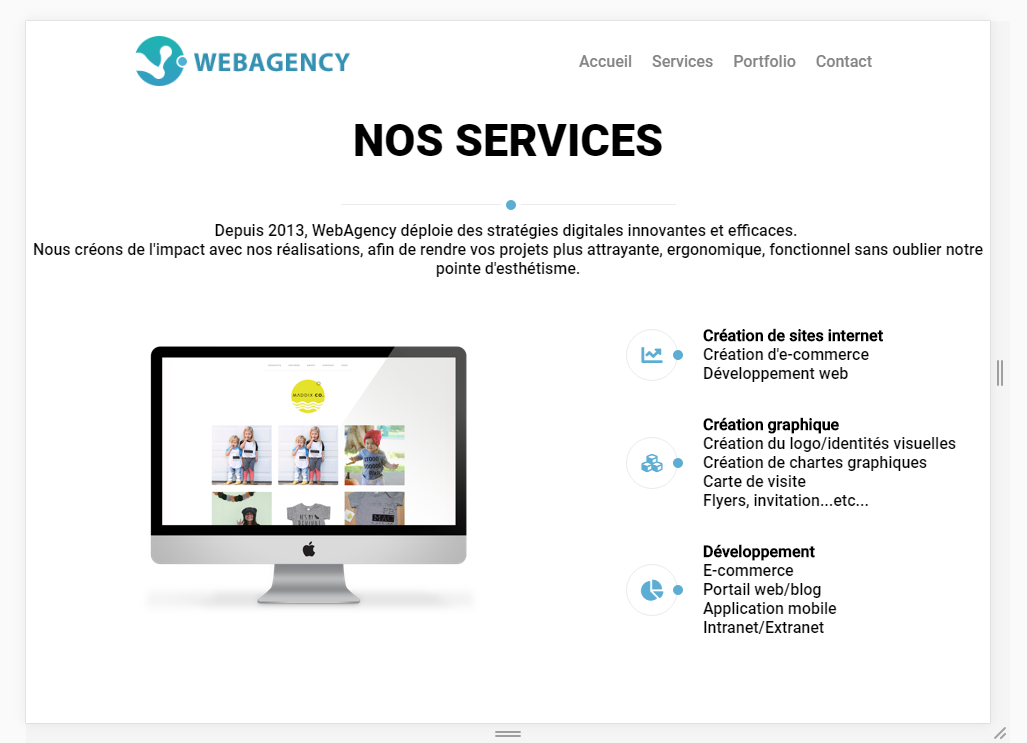 WEBAGENCY
Accueil Services Portfolio Contact
NOS SERVICES
Depuis 2013, WebAgency déploie des stratégies digitales innovantes et efficaces.
Nous créons de l'impact avec nos réalisations, afin de rendre vos projets plus attrayante, ergonomique, fonctionnel sans oublier notre
pointe d'esthétisme.
MADDIX CO.
Création de sites internet
Création d'e-commerce
Développement web
Création graphique
Création du logo/identités visuelles
Création de chartes graphiques
Carte de visite
Flyers, invitation...etc...
Développement
E-commerce
Portail web/blog
Application mobile
Intranet/Extranet